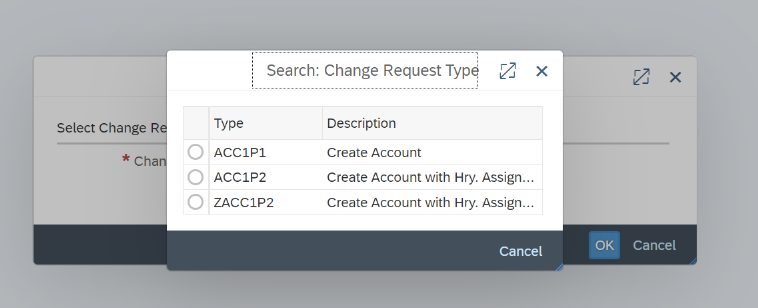 Search: Change Request Type
Select Change Re
Type Description
* Chan
ACC1P1 Create Account
ACC1P2 Create Account with Hry. Assign...
ZACC1P2 Create Account with Hry. Assign...
OK Cancel
Cancel